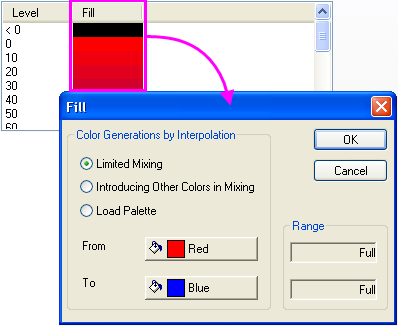 Level Fill
< 0
0
10
20
30
40
50
60
Fill
Color Generations by Interpolation
Limited Mixing
Introducing Other Colors in Mixing
Load Palette
From Red
To Blue
OK
Cancel
Range
Full
Full